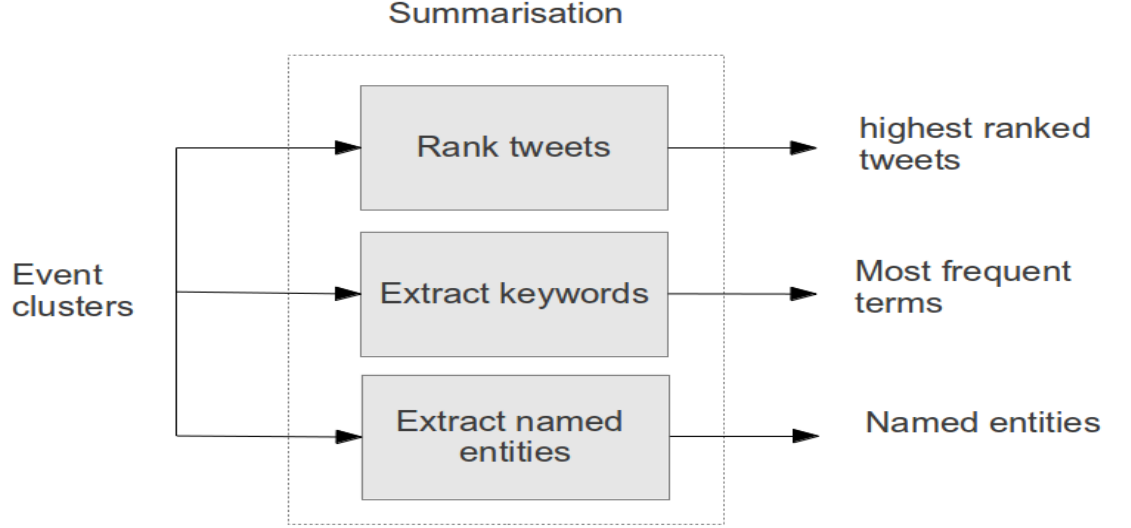 Summarisation
Rank tweets
highest ranked
tweets
Event
clusters
Extract keywords
Most frequent
terms
Extract named
entities
Named entities